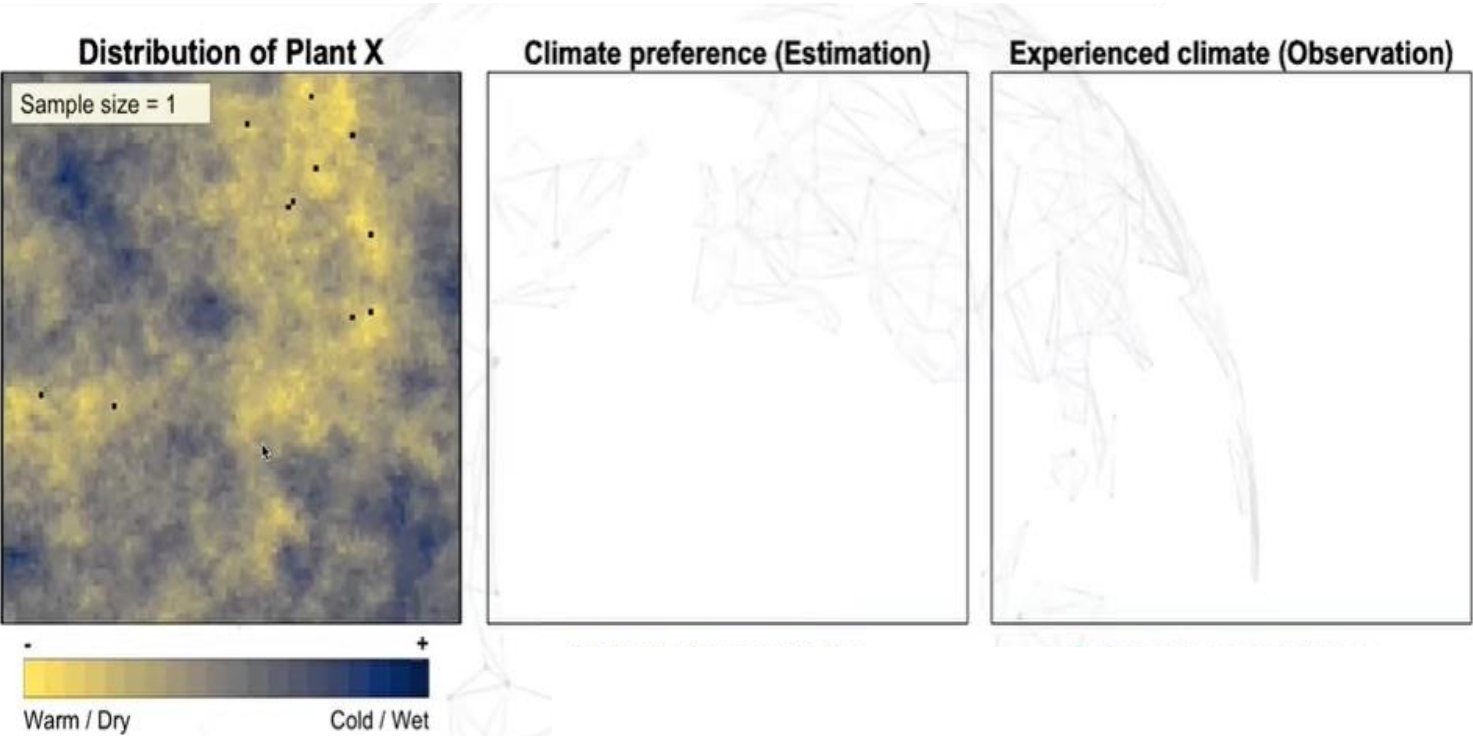 Distribution of Plant X
Climate preference (Estimation)
Experienced climate (Observation)
Sample size = 1
- +
Warm / Dry
Cold / Wet